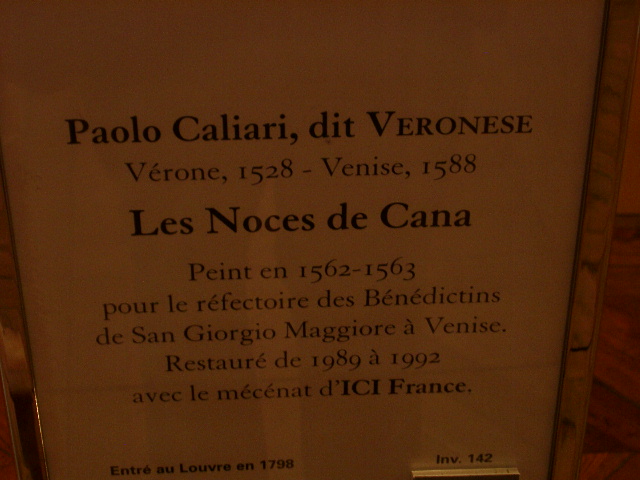 Paolo Caliari, dit VERONESE
Vérone, 1528 - Venise, 1588
Les Noces de Cana
Peint en 1562-1563
pour le réfectoire des Bénédictins
de San Giorgio Maggiore à Venise.
Restauré de 1989 à 1992
avec le mécénat d'ICI France.
Entré au Louvre en 1798
Inv. 142